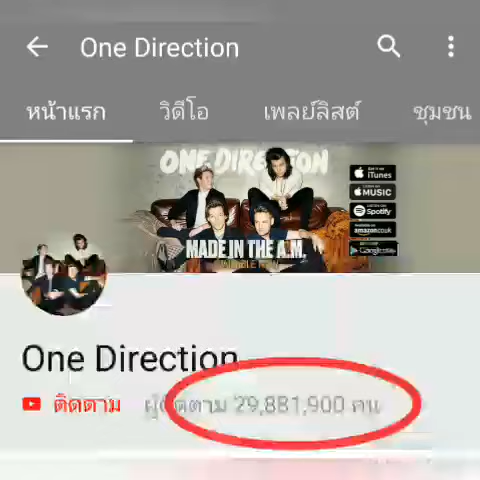 One Direction
หน้าแรก วิดีโอ เพลย์ลิสต์ ชุมชน
ONE DIRECTION
iTunes
MUSIC
Spotify
amazon.co.uk
MADE IN THE A.M.
One Direction
ติดตาม ผู้ติดตาม 29,881,900 คน